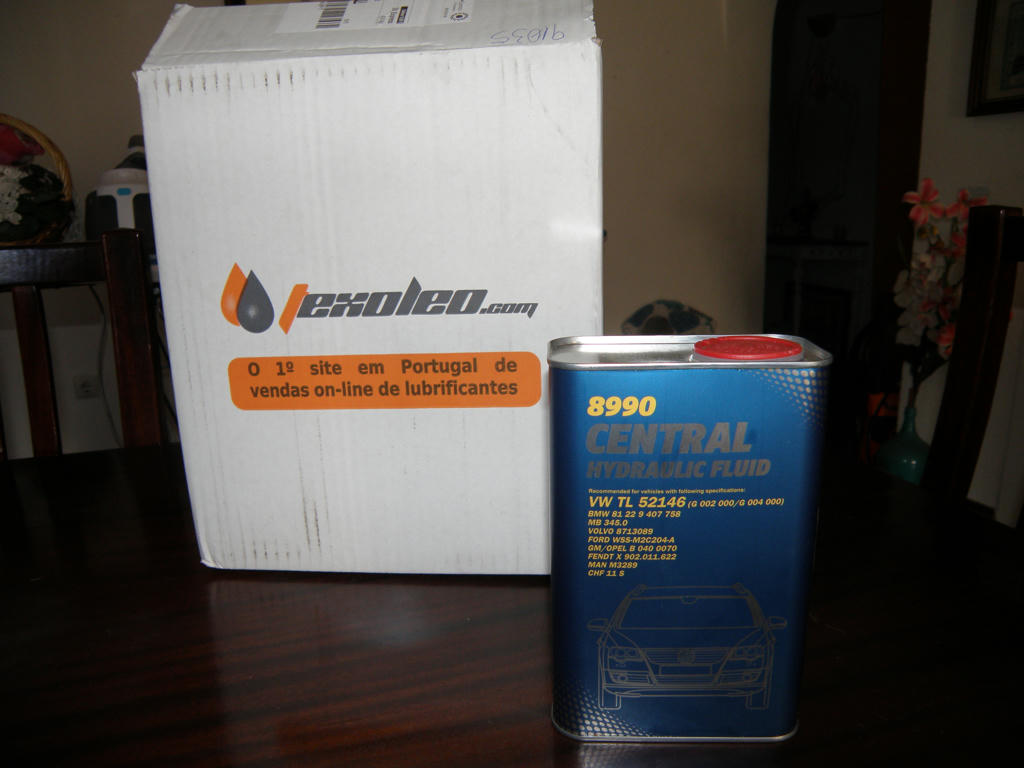 91035
texoleo.com
O 1º site em Portugal de
vendas on-line de lubrificantes
8990
CENTRAL
HYDRAULIC FLUID
Recommended for vehicles with following specifications:
VW TL 52146 (G 002 000/G 004 000)
BMW 81 22 9 407 758
MB 345.0
VOLVO 8713089
FORD WSS-M2C204-A
GM/OPEL B 040 0070
FENDT X 902.011.622
MAN M3289
CHF 11 S